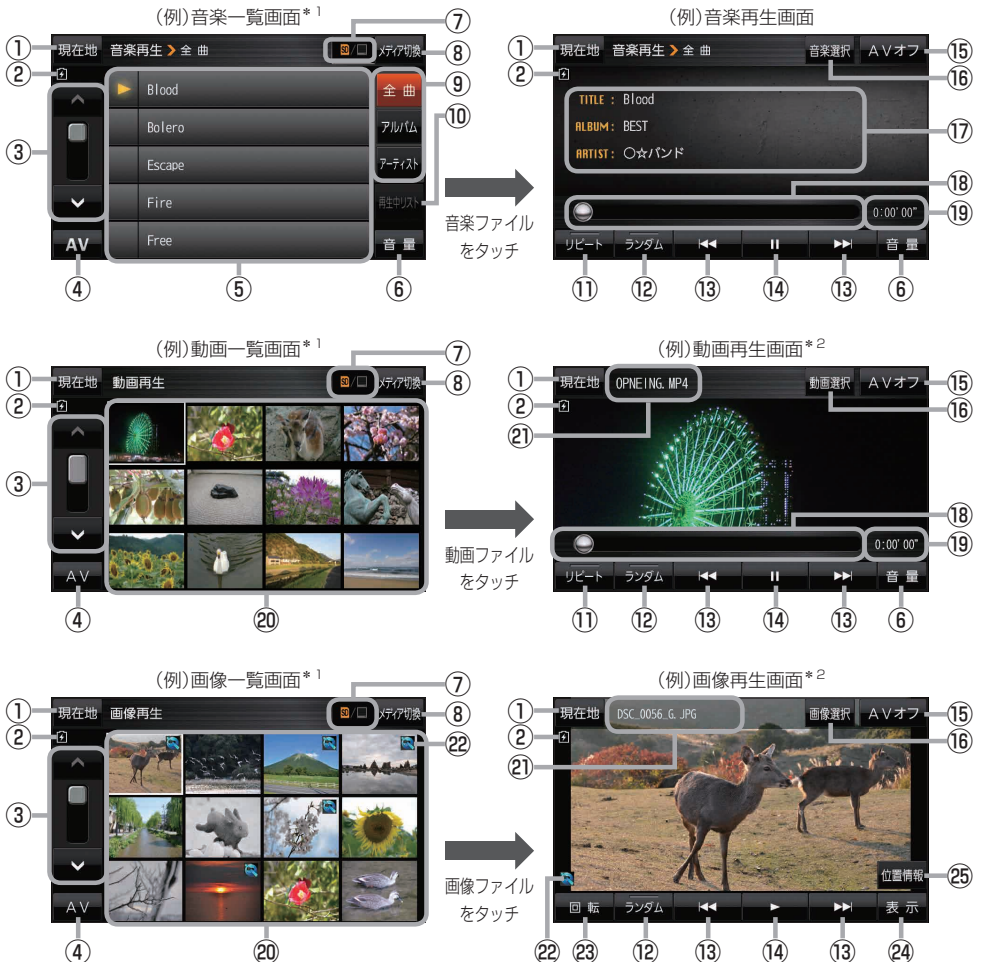 (例)音楽一覧画面*1
⑦
(例)音楽再生画面
① 現在地 音楽再生 > 全 曲 SD/ メディア切換 ⑧
② ⑨
Blood 全 曲
Bolero アルバム ⑩
③ Escape アーティスト
Fire 再生中リスト
AV Free 音 量
④ ⑤ ⑥
音楽ファイル
をタッチ
① 現在地 音楽再生 > 全 曲 音楽選択 AVオフ ⑮
② ⑯
TITLE : Blood
ALBUM : BEST ⑰
ARTIST : ○☆バンド
⑱
0:00'00" ⑲
リピート ランダム 音 量
⑪ ⑫ ⑬ ⑭ ⑬ ⑥
(例)動画一覧画面*1
⑦
(例)動画再生画面*2
① 現在地 動画再生 SD/ メディア切換 ⑧
②
③
AV
④ ⑳
動画ファイル
をタッチ
① 現在地 OPNEING.MP4 動画選択 AVオフ ⑮
② ㉑ ⑯
⑱
0:00'00" ⑲
リピート ランダム 音 量
⑪ ⑫ ⑬ ⑭ ⑬ ⑥
(例)画像一覧画面*1
⑦
(例)画像再生画面*2
① 現在地 画像再生 SD/ メディア切換 ⑧
② ㉒
③
AV
④ ⑳
画像ファイル
をタッチ
① 現在地 DSC_0056_G.JPG 画像選択 AVオフ ⑮
② ㉑ ⑯
位置情報 ㉕
回 転 ランダム 表 示
㉒ ㉓ ⑫ ⑬ ⑭ ⑬ ㉔